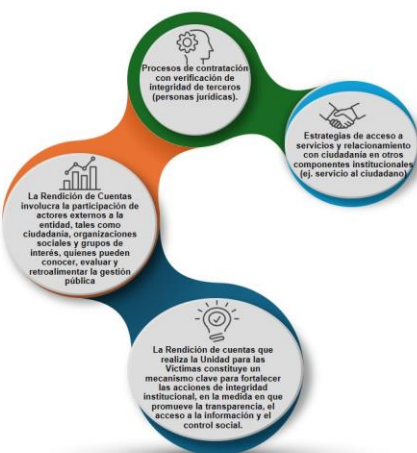 Procesos de contratación
con verificación de
integridad de terceros
(personas jurídicas).
Estrategias de acceso a
servicios y relacionamiento
con ciudadanía en otros
componentes institucionales
(ej. servicio al ciudadano)
La Rendición de Cuentas
involucra la participación de
actores externos a la
entidad, tales como
ciudadanía, organizaciones
sociales y grupos de
interés, quienes pueden
conocer, evaluar y
retroalimentar la gestión
pública
La Rendición de cuentas que
realiza la Unidad para las
Víctimas constituye un
mecanismo clave para fortalecer
las acciones de integridad
institucional, en la medida en que
promueve la transparencia, el
acceso a la información y el
control social.